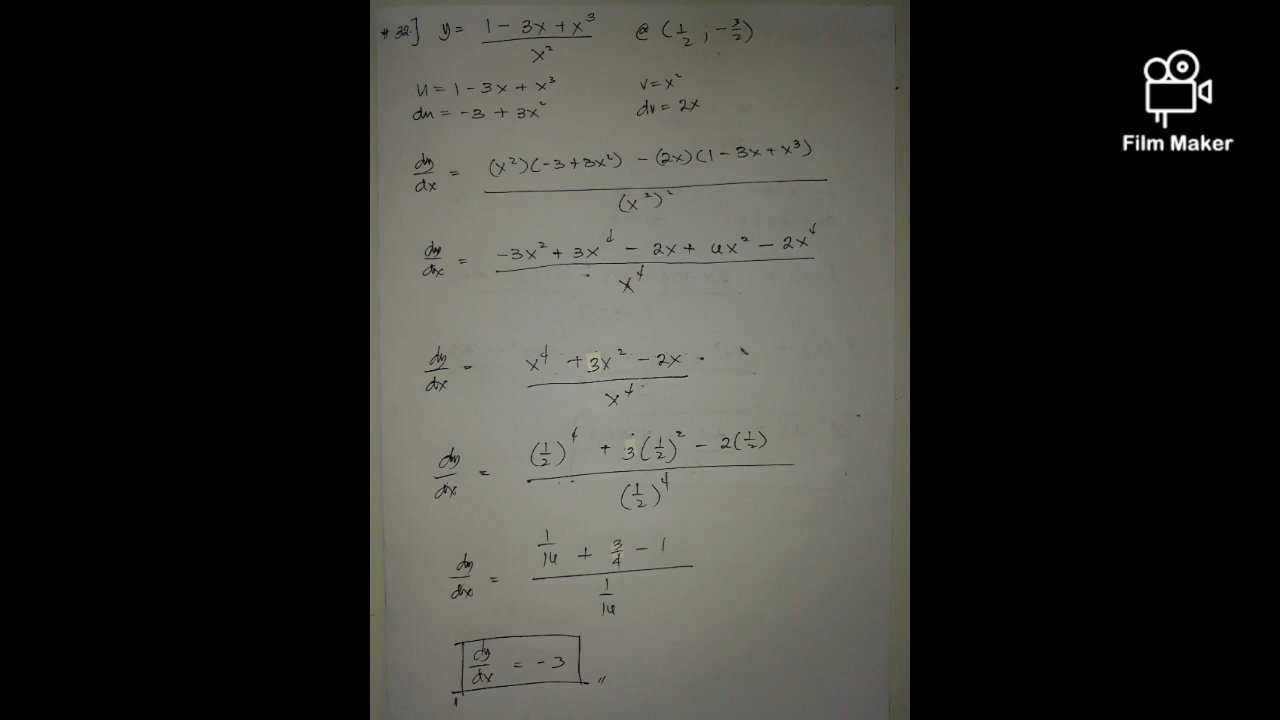 #32.] y = (1 - 3x + x³)/x² @ (1/2, -3/2)
u = 1 - 3x + x³ v = x²
du = -3 + 3x² dv = 2x
dy/dx = ((x²)(-3+3x²) - (2x)(1 - 3x + x³))/(x²)²
dy/dx = (-3x² + 3x⁴ - 2x + 6x² - 2x⁴)/x⁴
dy/dx = (x⁴ + 3x² - 2x)/x⁴
dy/dx = ((1/2)⁴ + 3(1/2)² - 2(1/2))/(1/2)⁴
dy/dx = (1/16 + 3/4 - 1)/(1/16)
dy/dx = -3
Film Maker